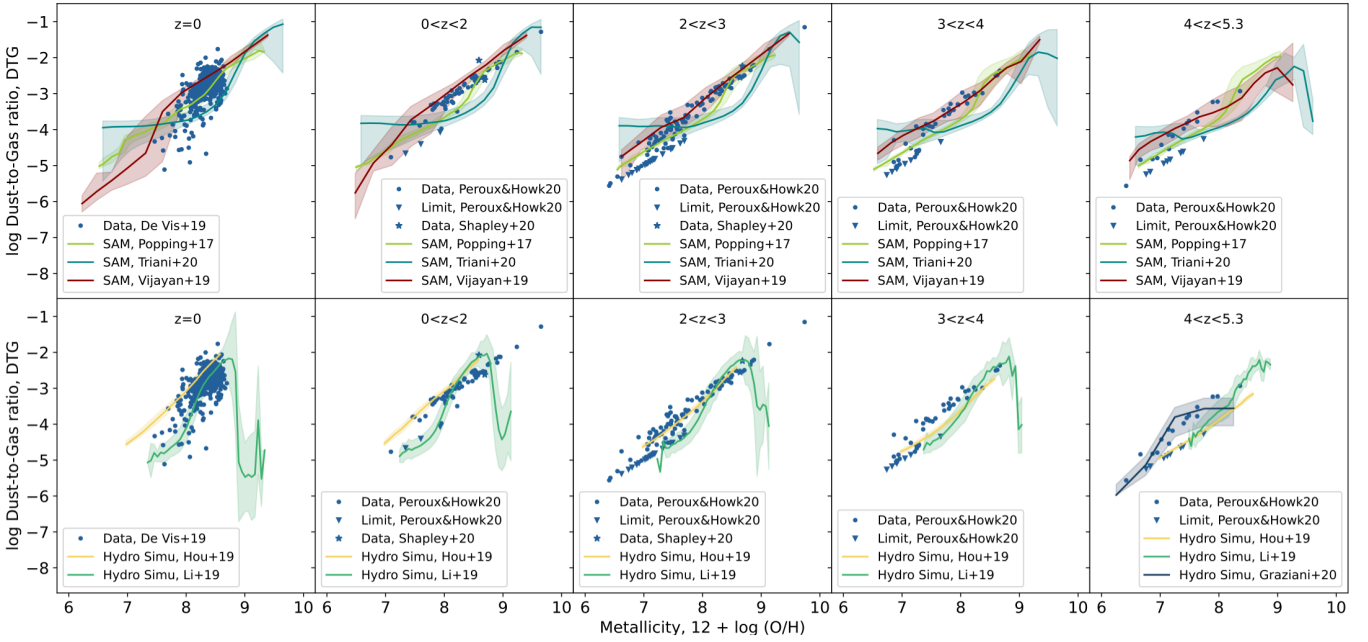 z=0
0<z<2
2<z<3
3<z<4
4<z<5.3
log Dust-to-Gas ratio, DTG
−1
−2
−3
−4
−5
−6
−7
−8
Data, De Vis+19
SAM, Popping+17
SAM, Triani+20
SAM, Vijayan+19
Data, Peroux&Howk20
Limit, Peroux&Howk20
Data, Shapley+20
SAM, Popping+17
SAM, Triani+20
SAM, Vijayan+19
Data, Peroux&Howk20
Limit, Peroux&Howk20
Data, Shapley+20
SAM, Popping+17
SAM, Triani+20
SAM, Vijayan+19
Data, Peroux&Howk20
Limit, Peroux&Howk20
SAM, Popping+17
SAM, Triani+20
SAM, Vijayan+19
Data, Peroux&Howk20
Limit, Peroux&Howk20
SAM, Popping+17
SAM, Triani+20
SAM, Vijayan+19
z=0
0<z<2
2<z<3
3<z<4
4<z<5.3
log Dust-to-Gas ratio, DTG
−1
−2
−3
−4
−5
−6
−7
−8
Data, De Vis+19
Hydro Simu, Hou+19
Hydro Simu, Li+19
Data, Peroux&Howk20
Limit, Peroux&Howk20
Data, Shapley+20
Hydro Simu, Hou+19
Hydro Simu, Li+19
Data, Peroux&Howk20
Limit, Peroux&Howk20
Data, Shapley+20
Hydro Simu, Hou+19
Hydro Simu, Li+19
Data, Peroux&Howk20
Limit, Peroux&Howk20
Hydro Simu, Hou+19
Hydro Simu, Li+19
Data, Peroux&Howk20
Limit, Peroux&Howk20
Hydro Simu, Hou+19
Hydro Simu, Li+19
Hydro Simu, Graziani+20
6 7 8 9 10
6 7 8 9 10
6 7 8 9 10
6 7 8 9 10
6 7 8 9 10
Metallicity, 12 + log (O/H)